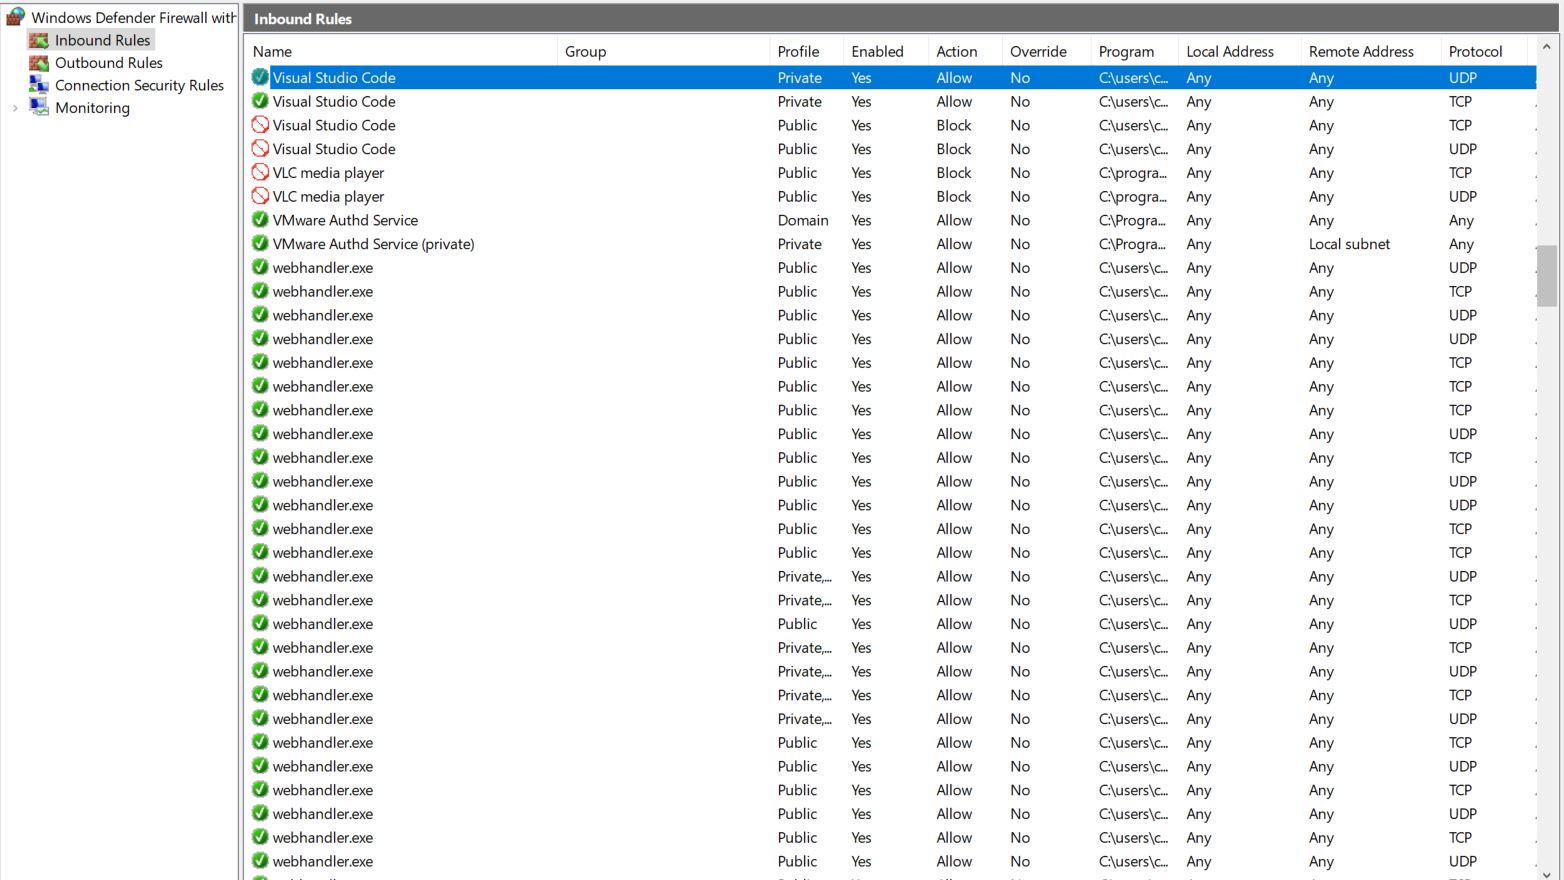 Windows Defender Firewall with
Inbound Rules
Outbound Rules
Connection Security Rules
Monitoring
Inbound Rules
Name Group Profile Enabled Action Override Program Local Address Remote Address Protocol
Visual Studio Code Private Yes Allow No C:\users\c... Any Any UDP
Visual Studio Code Private Yes Allow No C:\users\c... Any Any TCP
Visual Studio Code Public Yes Block No C:\users\c... Any Any TCP
Visual Studio Code Public Yes Block No C:\users\c... Any Any UDP
VLC media player Public Yes Block No C:\progra... Any Any TCP
VLC media player Public Yes Block No C:\progra... Any Any UDP
VMware Authd Service Domain Yes Allow No C:\Progra... Any Any Any
VMware Authd Service (private) Private Yes Allow No C:\Progra... Any Local subnet Any
webhandler.exe Public Yes Allow No C:\users\c... Any Any UDP
webhandler.exe Public Yes Allow No C:\users\c... Any Any TCP
webhandler.exe Public Yes Allow No C:\users\c... Any Any UDP
webhandler.exe Public Yes Allow No C:\users\c... Any Any UDP
webhandler.exe Public Yes Allow No C:\users\c... Any Any TCP
webhandler.exe Public Yes Allow No C:\users\c... Any Any TCP
webhandler.exe Public Yes Allow No C:\users\c... Any Any TCP
webhandler.exe Public Yes Allow No C:\users\c... Any Any UDP
webhandler.exe Public Yes Allow No C:\users\c... Any Any TCP
webhandler.exe Public Yes Allow No C:\users\c... Any Any UDP
webhandler.exe Public Yes Allow No C:\users\c... Any Any UDP
webhandler.exe Public Yes Allow No C:\users\c... Any Any TCP
webhandler.exe Public Yes Allow No C:\users\c... Any Any TCP
webhandler.exe Private,... Yes Allow No C:\users\c... Any Any UDP
webhandler.exe Private,... Yes Allow No C:\users\c... Any Any TCP
webhandler.exe Public Yes Allow No C:\users\c... Any Any UDP
webhandler.exe Private,... Yes Allow No C:\users\c... Any Any TCP
webhandler.exe Private,... Yes Allow No C:\users\c... Any Any UDP
webhandler.exe Private,... Yes Allow No C:\users\c... Any Any TCP
webhandler.exe Private,... Yes Allow No C:\users\c... Any Any UDP
webhandler.exe Public Yes Allow No C:\users\c... Any Any TCP
webhandler.exe Public Yes Allow No C:\users\c... Any Any UDP
webhandler.exe Public Yes Allow No C:\users\c... Any Any TCP
webhandler.exe Public Yes Allow No C:\users\c... Any Any UDP
webhandler.exe Public Yes Allow No C:\users\c... Any Any TCP
webhandler.exe Public Yes Allow No C:\users\c... Any Any UDP